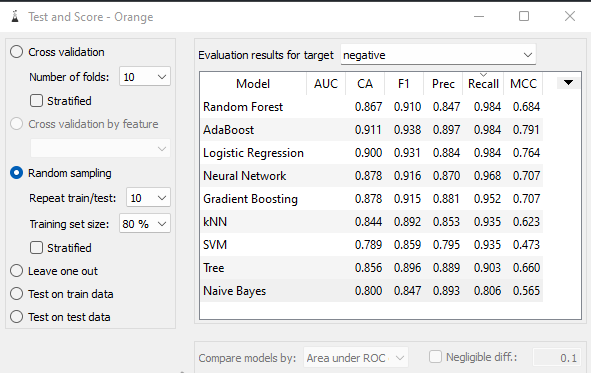 Test and Score - Orange
Cross validation
Number of folds: 10
Stratified
Cross validation by feature
Random sampling
Repeat train/test: 10
Training set size: 80 %
Stratified
Leave one out
Test on train data
Test on test data
Evaluation results for target negative
Model AUC CA F1 Prec Recall MCC
Random Forest 0.867 0.910 0.847 0.984 0.684
AdaBoost 0.911 0.938 0.897 0.984 0.791
Logistic Regression 0.900 0.931 0.884 0.984 0.764
Neural Network 0.878 0.916 0.870 0.968 0.707
Gradient Boosting 0.878 0.915 0.881 0.952 0.707
kNN 0.844 0.892 0.853 0.935 0.623
SVM 0.789 0.859 0.795 0.935 0.473
Tree 0.856 0.896 0.889 0.903 0.660
Naive Bayes 0.800 0.847 0.893 0.806 0.565
Compare models by: Area under ROC Negligible diff.: 0.1